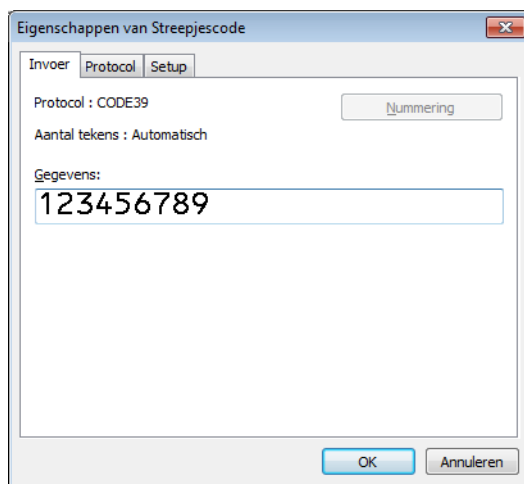 Eigenschappen van Streepjescode
Invoer Protocol Setup
Protocol : CODE39 Nummering
Aantal tekens : Automatisch
Gegevens:
123456789
OK Annuleren